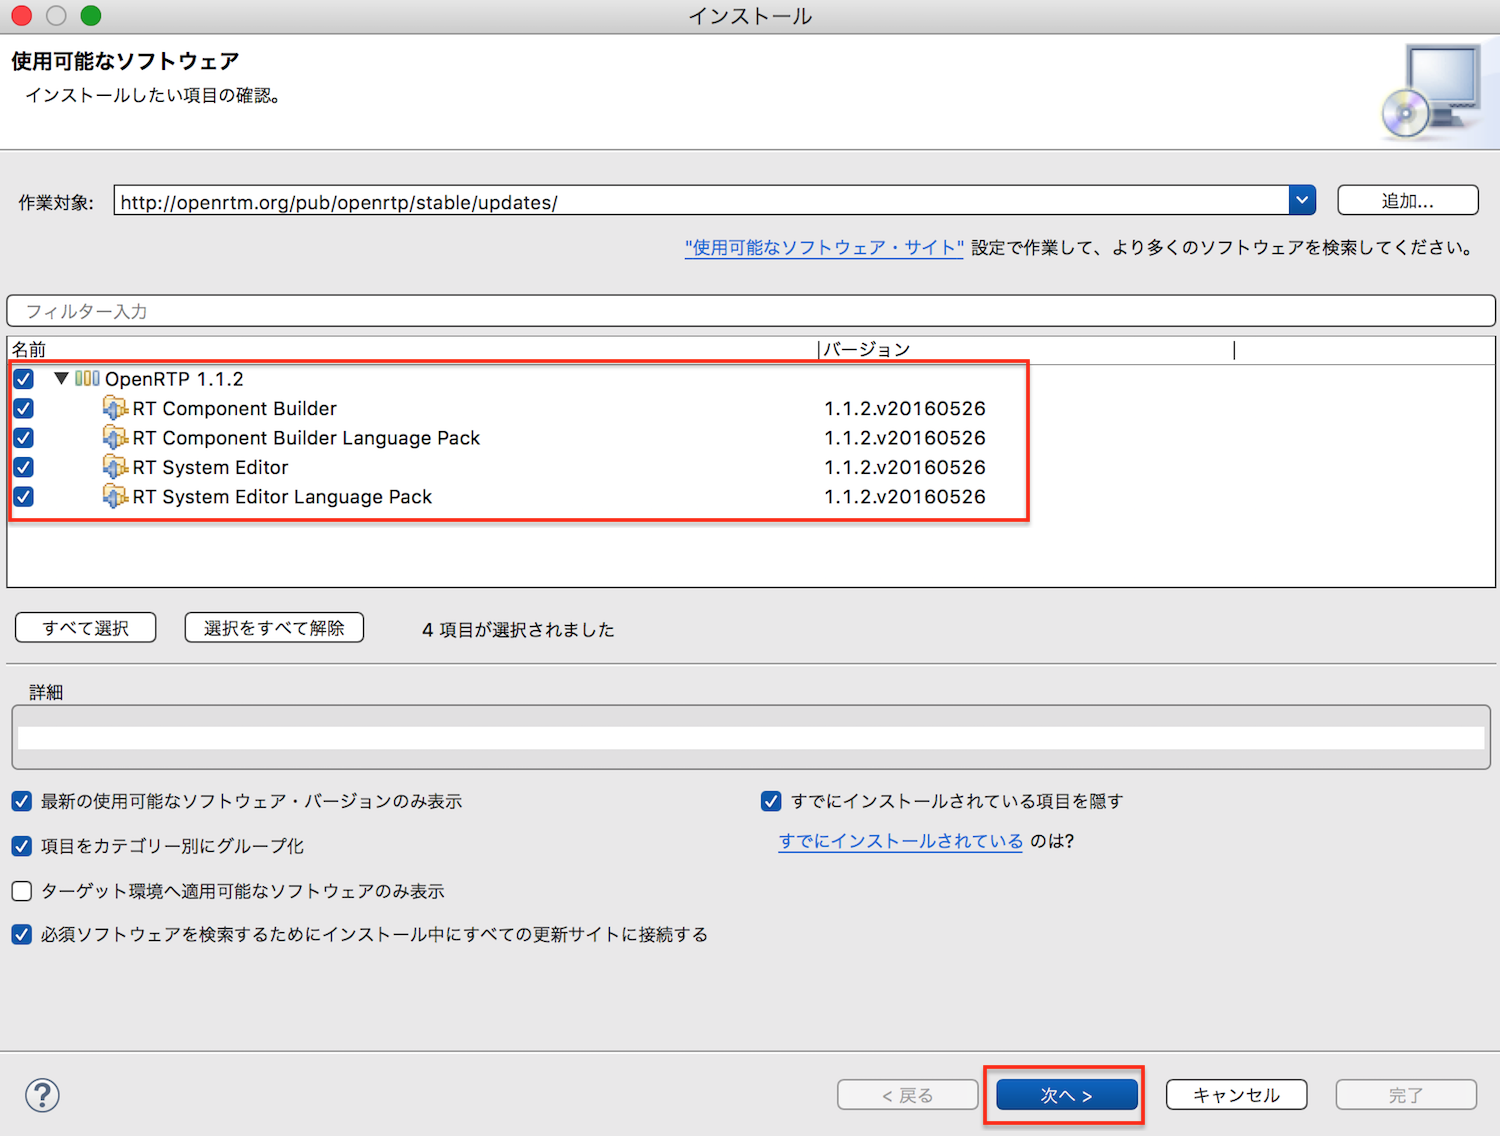 インストール
使用可能なソフトウェア
インストールしたい項目の確認。
作業対象: http://openrtm.org/pub/openrtp/stable/updates/ 追加...
"使用可能なソフトウェア・サイト" 設定で作業して、より多くのソフトウェアを検索してください。
フィルター入力
名前 バージョン
OpenRTP 1.1.2
RT Component Builder 1.1.2.v20160526
RT Component Builder Language Pack 1.1.2.v20160526
RT System Editor 1.1.2.v20160526
RT System Editor Language Pack 1.1.2.v20160526
すべて選択 選択をすべて解除 4 項目が選択されました
詳細
最新の使用可能なソフトウェア・バージョンのみ表示 すでにインストールされている項目を隠す
項目をカテゴリー別にグループ化 すでにインストールされている のは?
ターゲット環境へ適用可能なソフトウェアのみ表示
必須ソフトウェアを検索するためにインストール中にすべての更新サイトに接続する
? < 戻る 次へ > キャンセル 完了